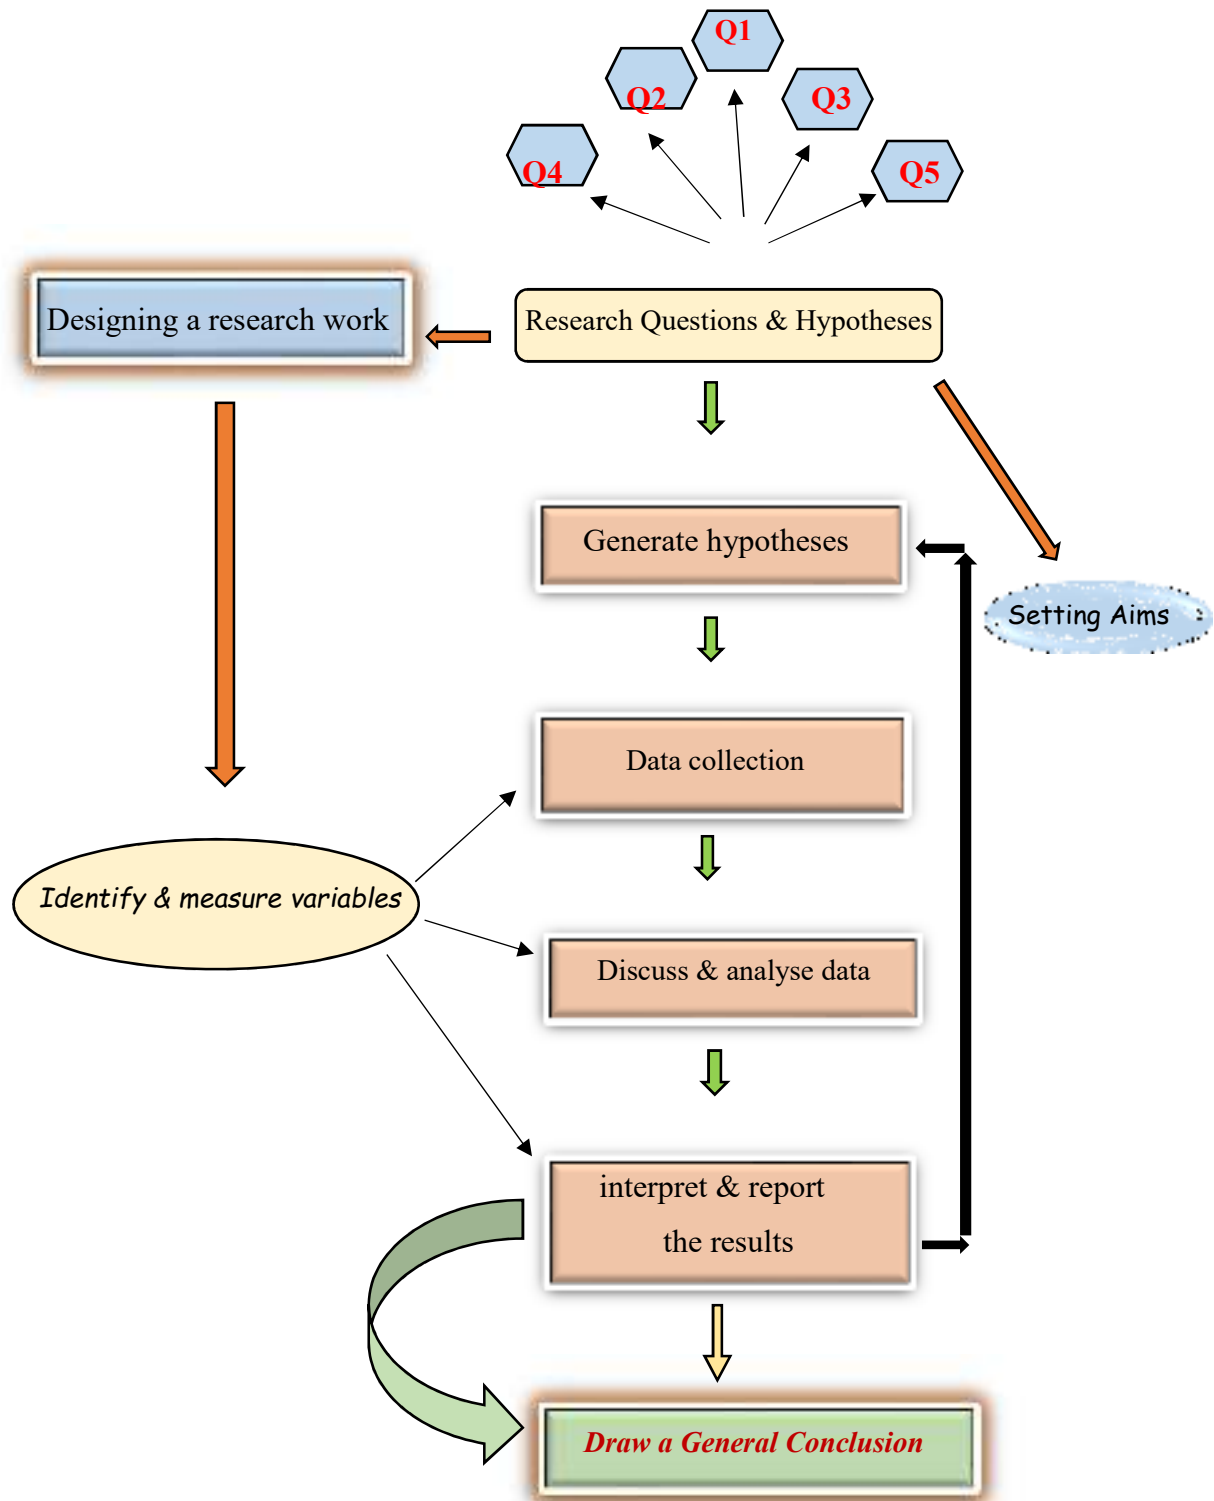 Q1
Q2
Q3
Q4
Q5
Designing a research work
Research Questions & Hypotheses
Generate hypotheses
Setting Aims
Data collection
Identify & measure variables
Discuss & analyse data
interpret & report
the results
Draw a General Conclusion